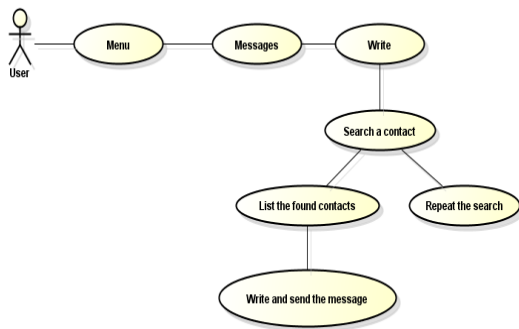 Menu
Messages
Write
User
Search a contact
List the found contacts
Repeat the search
Write and send the message